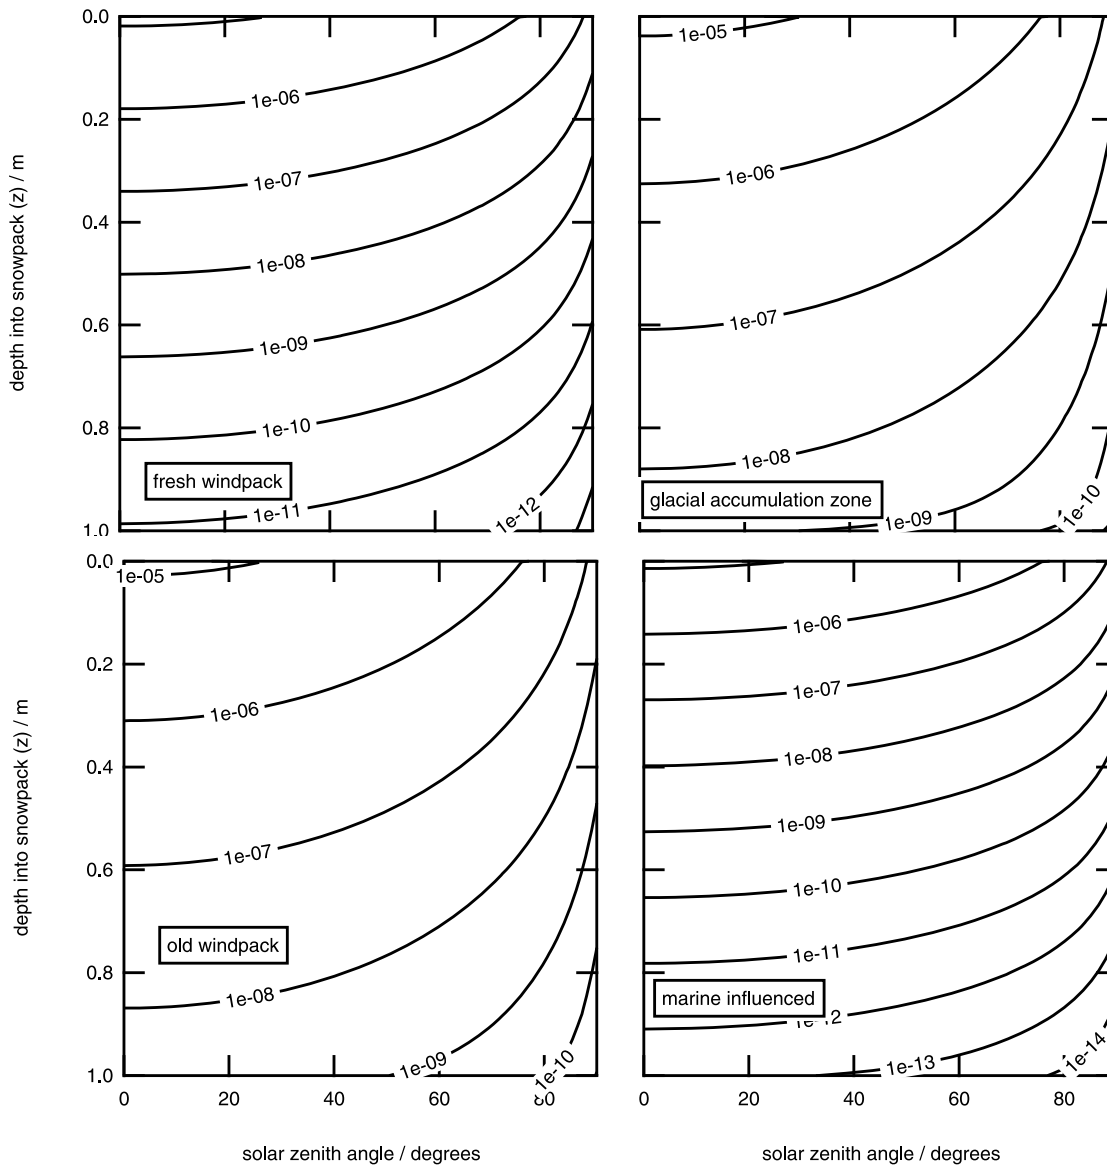 0.0
0.2
0.4
0.6
0.8
1.0
depth into snowpack (z) / m
1e-06
1e-07
1e-08
1e-09
1e-10
1e-11
1e-12
fresh windpack
1e-05
1e-06
1e-07
1e-08
1e-09
1e-10
glacial accumulation zone
0.0
0.2
0.4
0.6
0.8
1.0
depth into snowpack (z) / m
1e-05
1e-06
1e-07
1e-08
1e-09
1e-10
old windpack
0 20 40 60 80
solar zenith angle / degrees
1e-06
1e-07
1e-08
1e-09
1e-10
1e-11
1e-12
1e-13
1e-14
marine influenced
0 20 40 60 80
solar zenith angle / degrees